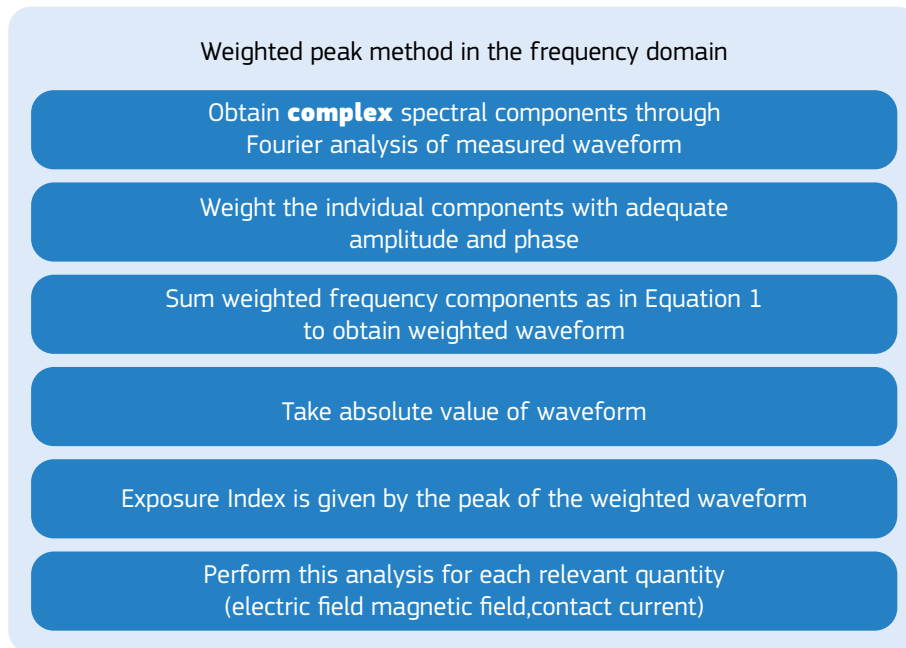 Weighted peak method in the frequency domain
Obtain complex spectral components through
Fourier analysis of measured waveform
Weight the indvidual components with adequate
amplitude and phase
Sum weighted frequency components as in Equation 1
to obtain weighted waveform
Take absolute value of waveform
Exposure Index is given by the peak of the weighted waveform
Perform this analysis for each relevant quantity
(electric field magnetic field,contact current)